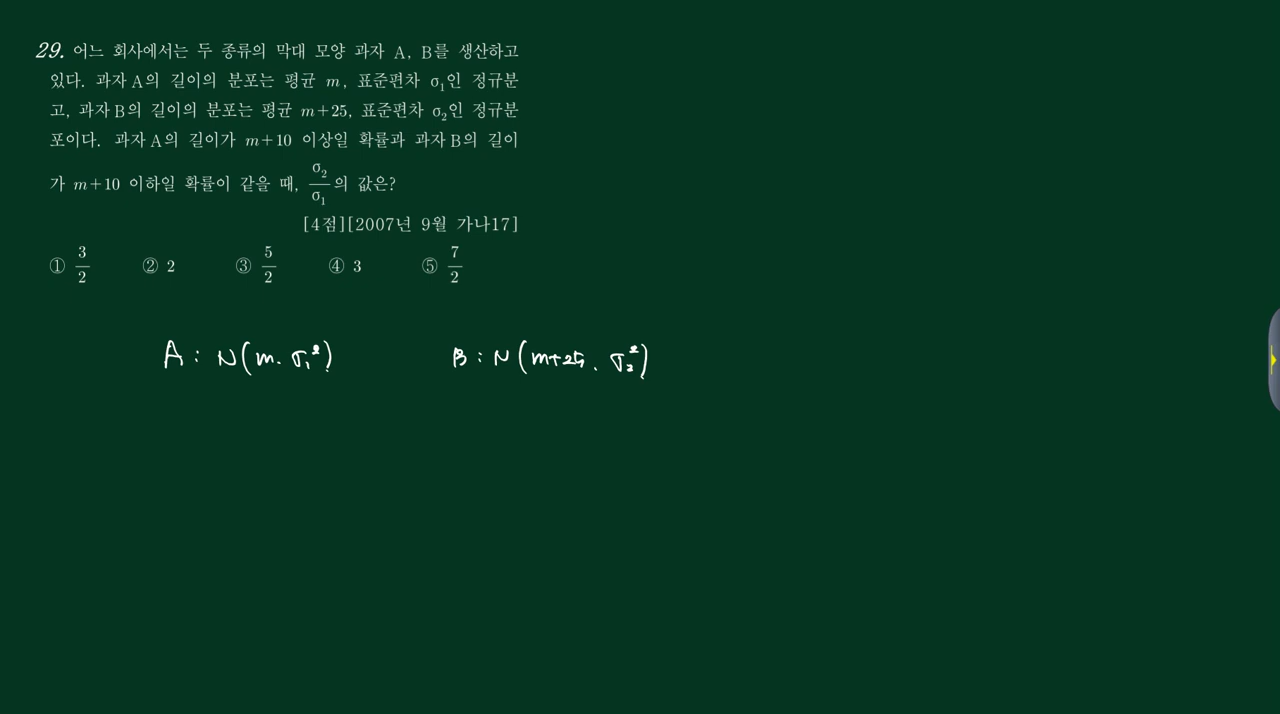 29. 어느 회사에서는 두 종류의 막대 모양 과자 A, B를 생산하고
있다. 과자 A의 길이의 분포는 평균 m, 표준편차 σ₁인 정규분
고, 과자 B의 길이의 분포는 평균 m+25, 표준편차 σ₂인 정규분
포이다. 과자 A의 길이가 m+10 이상일 확률과 과자 B의 길이
가 m+10 이하일 확률이 같을 때, σ₂/σ₁의 값은?
[4점][2007년 9월 가나17]
① 3/2 ② 2 ③ 5/2 ④ 3 ⑤ 7/2
A : N(m. σ₁²) B : N(m+25. σ₂²)